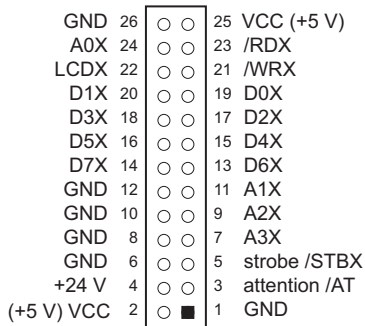 GND 26 25 VCC (+5 V)
A0X 24 23 /RDX
LCDX 22 21 /WRX
D1X 20 19 D0X
D3X 18 17 D2X
D5X 16 15 D4X
D7X 14 13 D6X
GND 12 11 A1X
GND 10 9 A2X
GND 8 7 A3X
GND 6 5 strobe /STBX
+24 V 4 3 attention /AT
(+5 V) VCC 2 1 GND